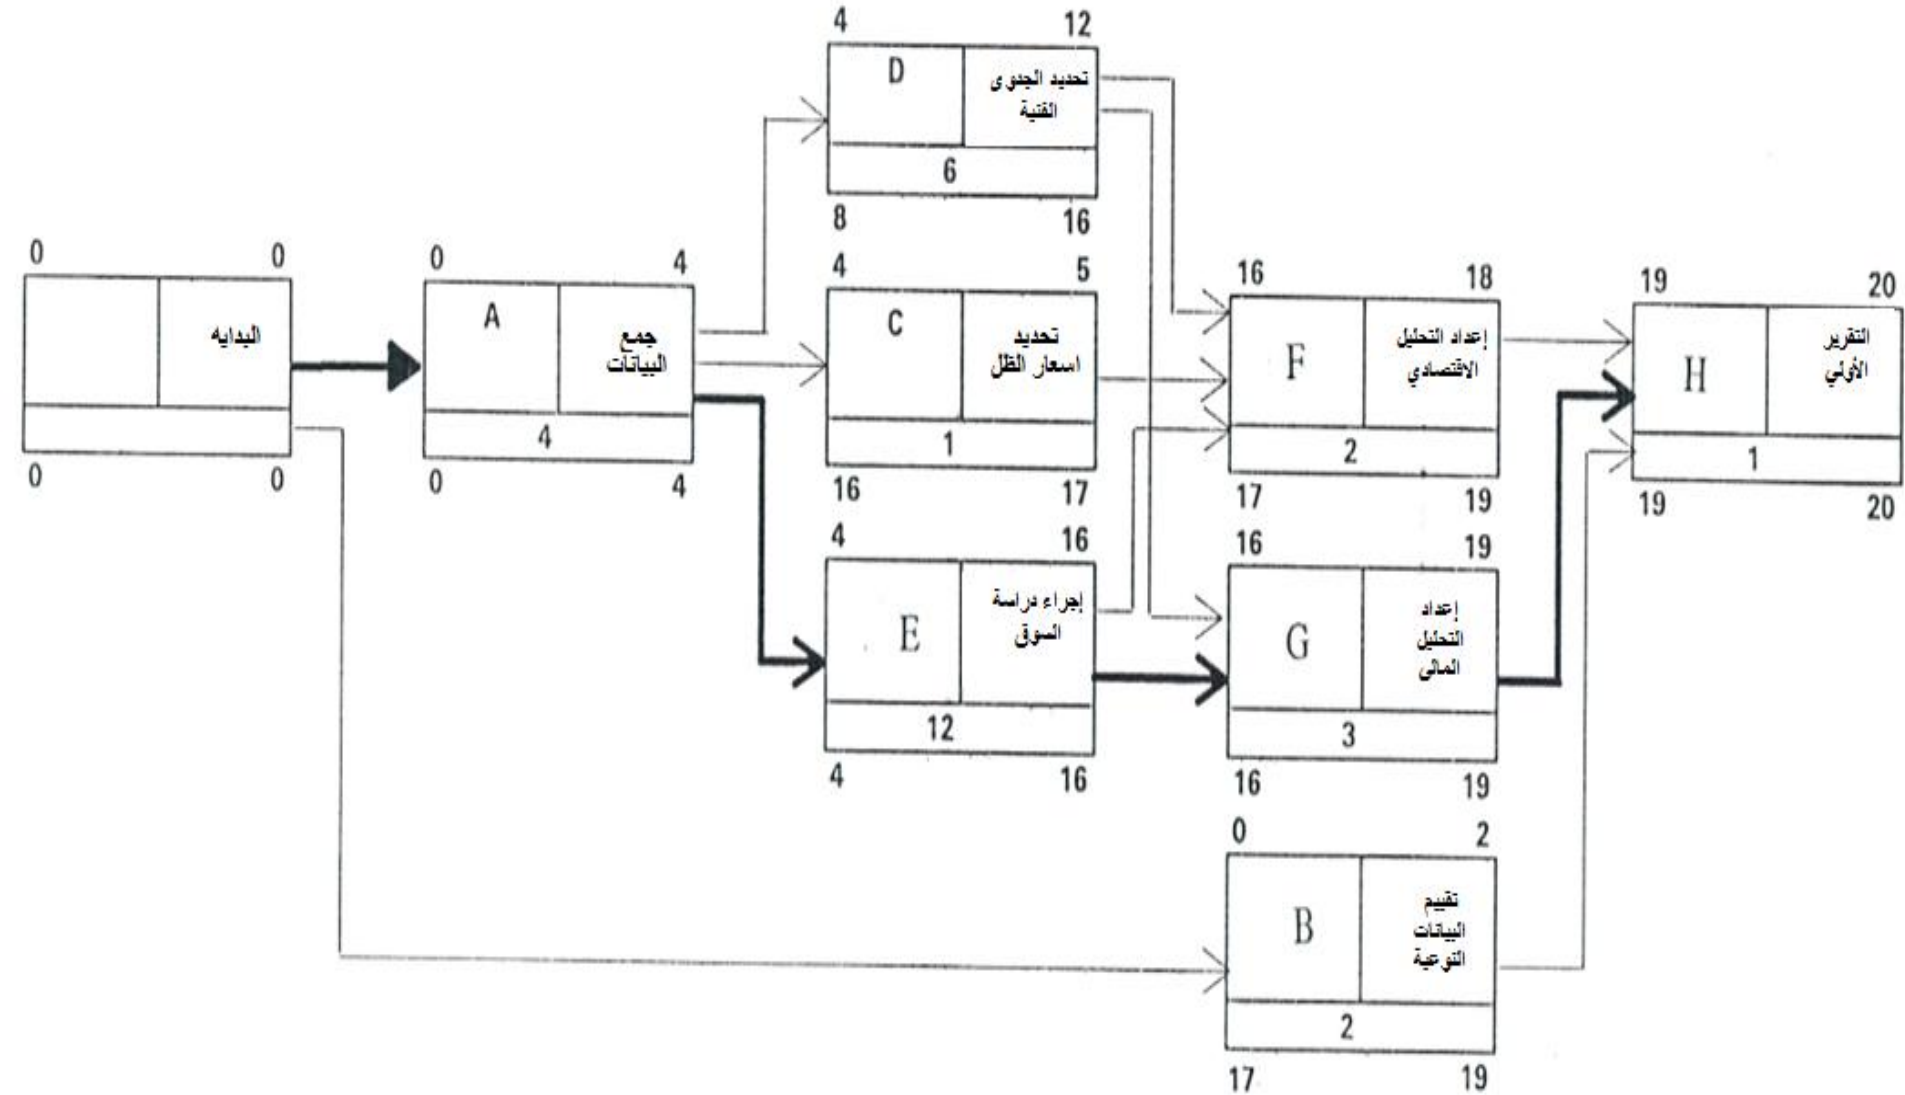 0 0
البدايه
0 0
0 4
A
جمع
البيانات
4
0 4
4 12
D
تحديد الجدوى
الفنية
6
8 16
4 5
C
تحديد
اسعار الظل
1
16 17
4 16
E
إجراء دراسة
السوق
12
4 16
16 18
F
إعداد التحليل
الاقتصادي
2
17 19
16 19
G
إعداد
التحليل
المالى
3
16 19
0 2
B
تقييم
البيانات
النوعية
2
17 19
19 20
H
التقرير
الأولي
1
19 20